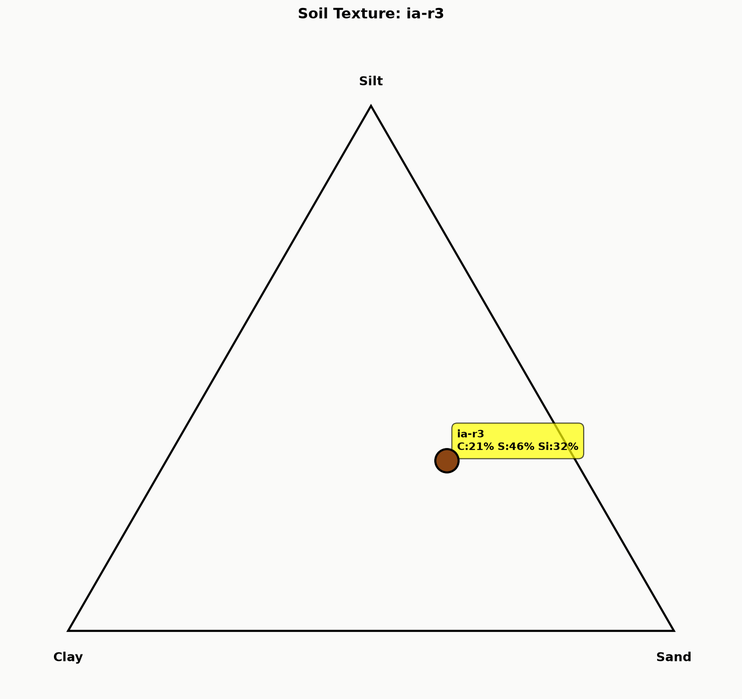 Soil Texture: ia-r3
Silt
ia-r3
C:21% S:46% Si:32%
Clay
Sand